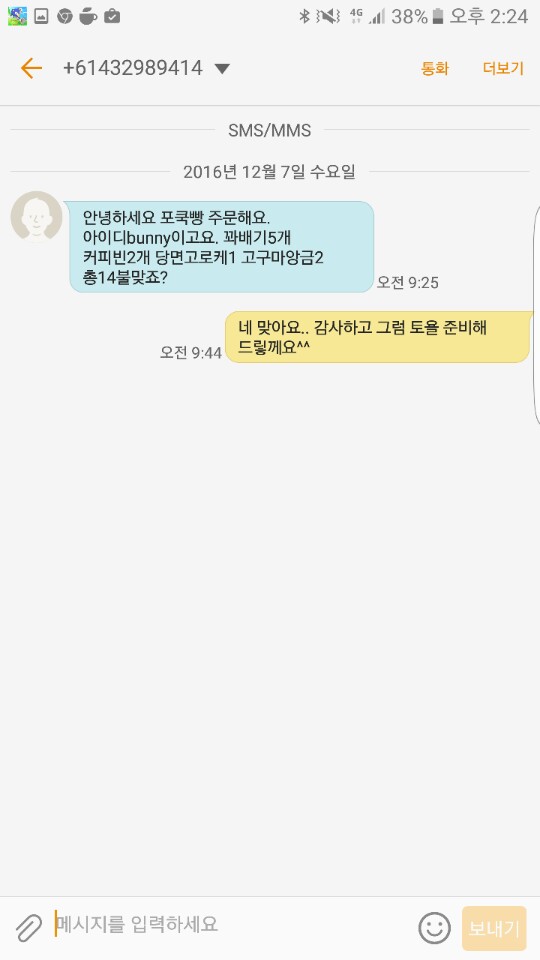 4G 38% 오후 2:24
+61432989414 통화 더보기
SMS/MMS
2016년 12월 7일 수요일
안녕하세요 포쿡빵 주문해요.
아이디bunny이고요. 꽈배기5개
커피빈2개 당면고로케1 고구마앙금2
총14불맞죠?
오전 9:25
네 맞아요.. 감사하고 그럼 토욜 준비해
드맇께요^^
오전 9:44
메시지를 입력하세요 보내기